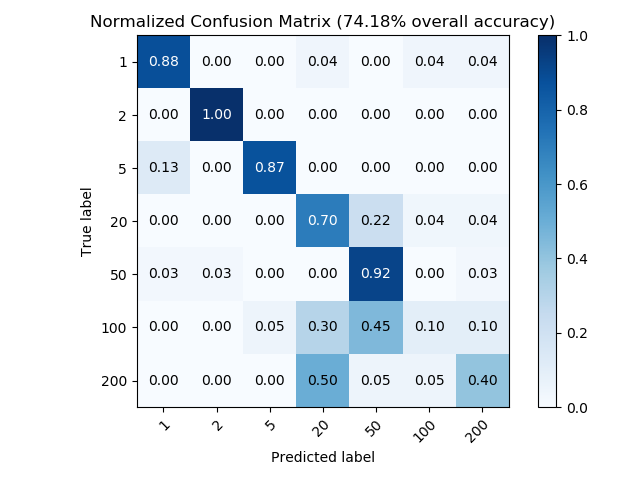 Normalized Confusion Matrix (74.18% overall accuracy)
1 0.88 0.00 0.00 0.04 0.00 0.04 0.04
2 0.00 1.00 0.00 0.00 0.00 0.00 0.00
5 0.13 0.00 0.87 0.00 0.00 0.00 0.00
20 0.00 0.00 0.00 0.70 0.22 0.04 0.04
50 0.03 0.03 0.00 0.00 0.92 0.00 0.03
100 0.00 0.00 0.05 0.30 0.45 0.10 0.10
200 0.00 0.00 0.00 0.50 0.05 0.05 0.40
1 2 5 20 50 100 200
Predicted label
True label
1.0
0.8
0.6
0.4
0.2
0.0